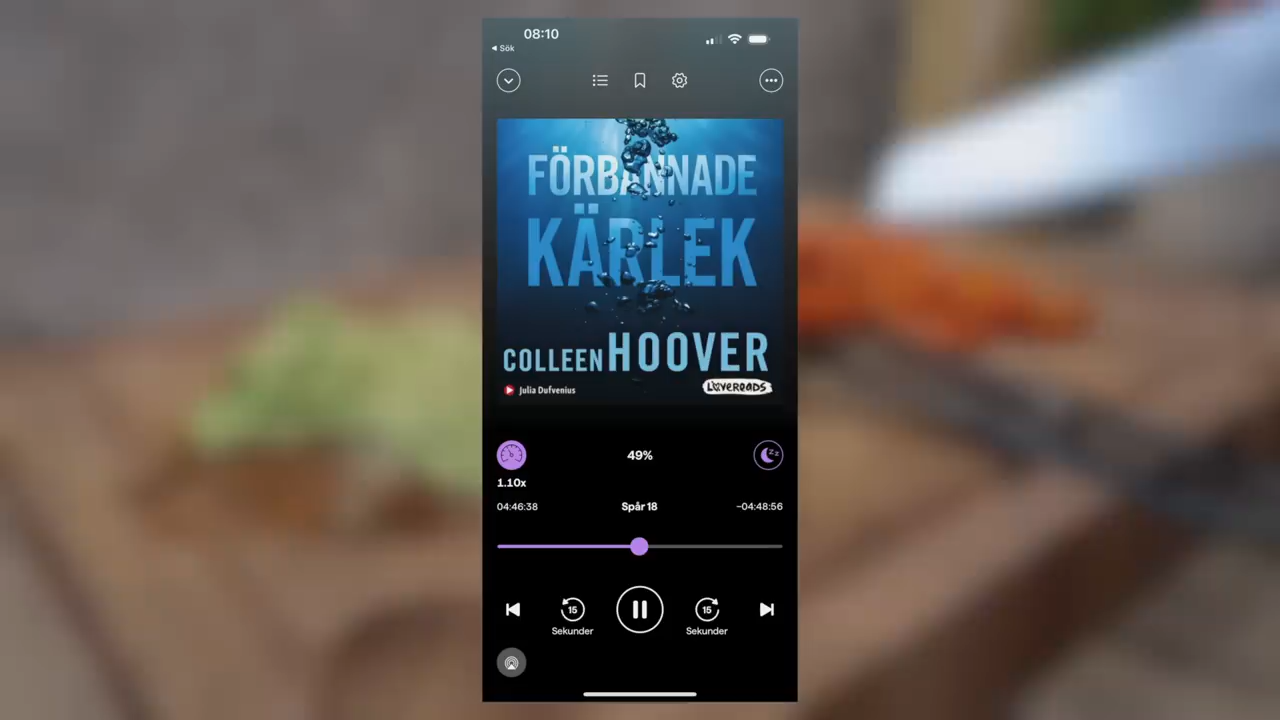 08:10
Sök
FÖRBANNADE
KÄRLEK
COLLEEN HOOVER
Julia Dufvenius
LOVEREADS
49%
1.10x
04:46:38
Spår 18
-04:48:56
15
15
Sekunder
Sekunder